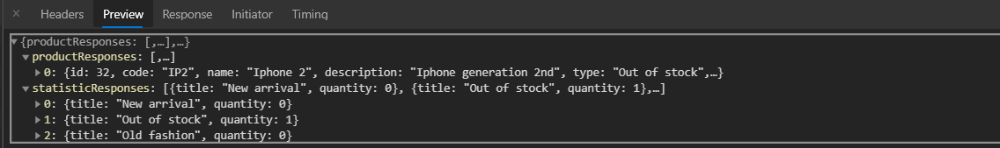 × Headers Preview Response Initiator Timing
▼{productResponses: [,…],…}
▼productResponses: [,…]
▶0: {id: 32, code: "IP2", name: "Iphone 2", description: "Iphone generation 2nd", type: "Out of stock",…}
▼statisticResponses: [{title: "New arrival", quantity: 0}, {title: "Out of stock", quantity: 1},…]
▶0: {title: "New arrival", quantity: 0}
▶1: {title: "Out of stock", quantity: 1}
▶2: {title: "Old fashion", quantity: 0}